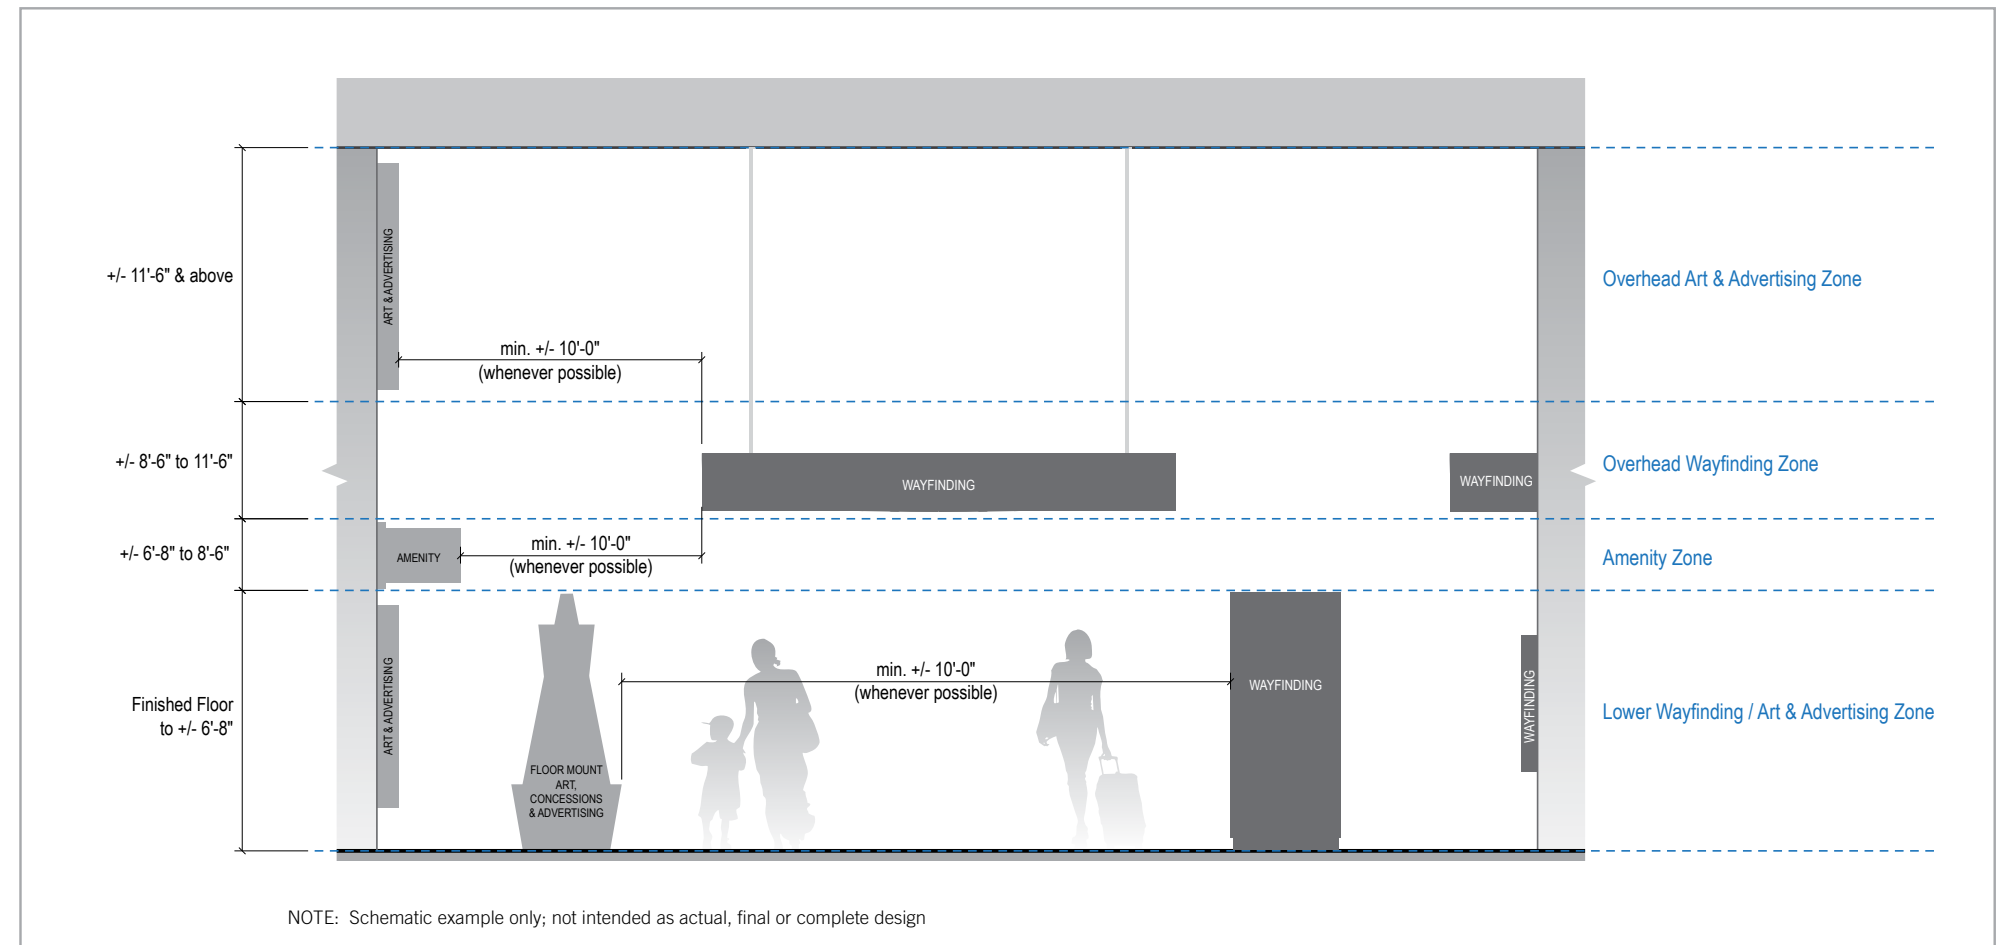 ART & ADVERTISING
+/- 11'-6" & above
Overhead Art & Advertising Zone
min. +/- 10'-0"
(whenever possible)
+/- 8'-6" to 11'-6"
WAYFINDING
WAYFINDING
Overhead Wayfinding Zone
+/- 6'-8" to 8'-6"
AMENITY
min. +/- 10'-0"
(whenever possible)
Amenity Zone
Finished Floor
to +/- 6'-8"
ART & ADVERTISING
FLOOR MOUNT
ART,
CONCESSIONS
& ADVERTISING
min. +/- 10'-0"
(whenever possible)
WAYFINDING
WAYFINDING
Lower Wayfinding / Art & Advertising Zone
NOTE: Schematic example only; not intended as actual, final or complete design